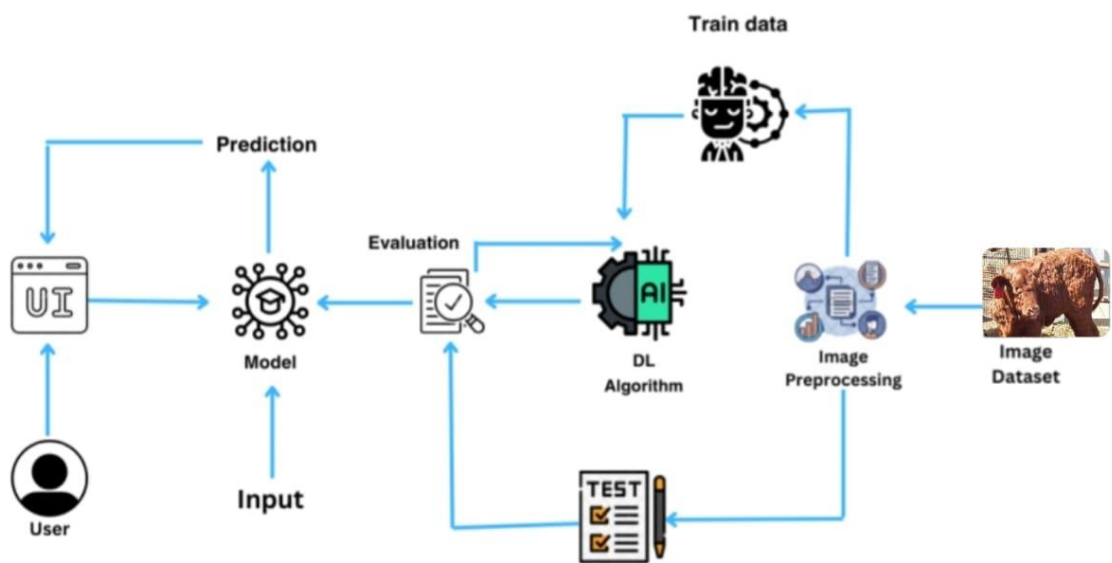 Train data
Prediction
Evaluation
UI
AI
Model
DL
Algorithm
Image
Preprocessing
Image
Dataset
Input
TEST
User